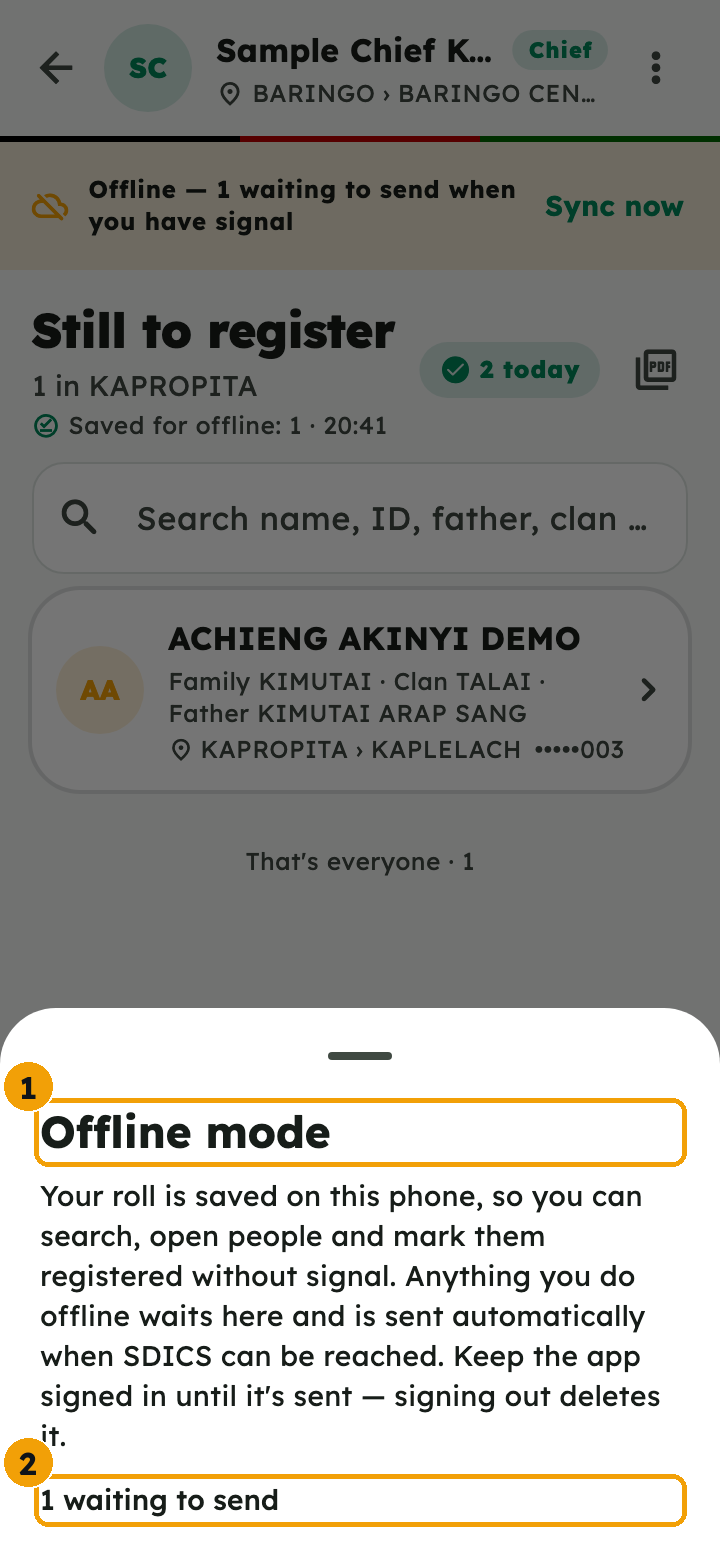 SC
Sample Chief K...
Chief
BARINGO › BARINGO CEN...
Offline — 1 waiting to send when
you have signal
Sync now
Still to register
1 in KAPROPITA
2 today
PDF
Saved for offline: 1 · 20:41
Search name, ID, father, clan ...
ACHIENG AKINYI DEMO
AA
Family KIMUTAI · Clan TALAI ·
Father KIMUTAI ARAP SANG
KAPROPITA › KAPLELACH •••••003
That's everyone · 1
1
Offline mode
Your roll is saved on this phone, so you can
search, open people and mark them
registered without signal. Anything you do
offline waits here and is sent automatically
when SDICS can be reached. Keep the app
signed in until it's sent — signing out deletes
it.
2
1 waiting to send